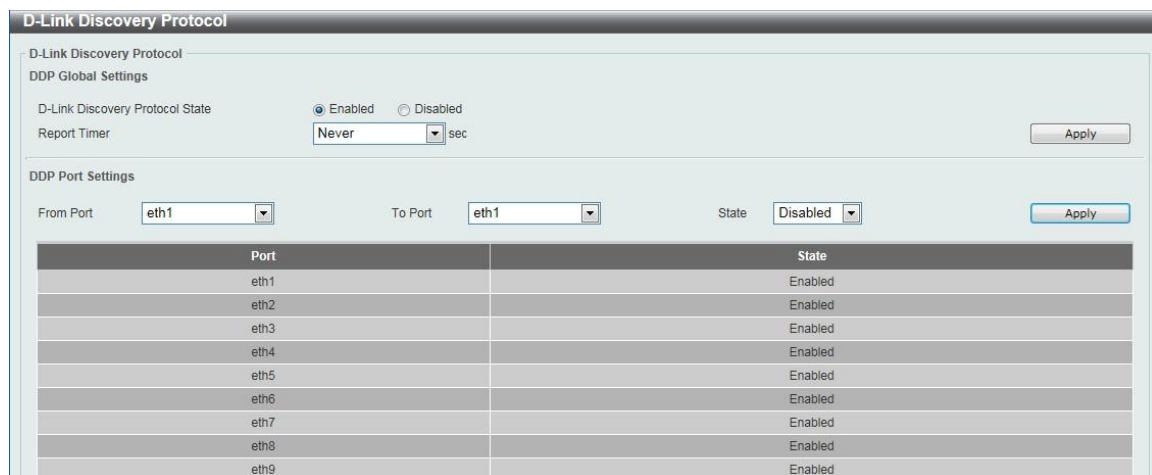 D-Link Discovery Protocol
D-Link Discovery Protocol
DDP Global Settings
D-Link Discovery Protocol State Enabled Disabled
Report Timer Never sec Apply
DDP Port Settings
From Port eth1 To Port eth1 State Disabled Apply
Port State
eth1 Enabled
eth2 Enabled
eth3 Enabled
eth4 Enabled
eth5 Enabled
eth6 Enabled
eth7 Enabled
eth8 Enabled
eth9 Enabled